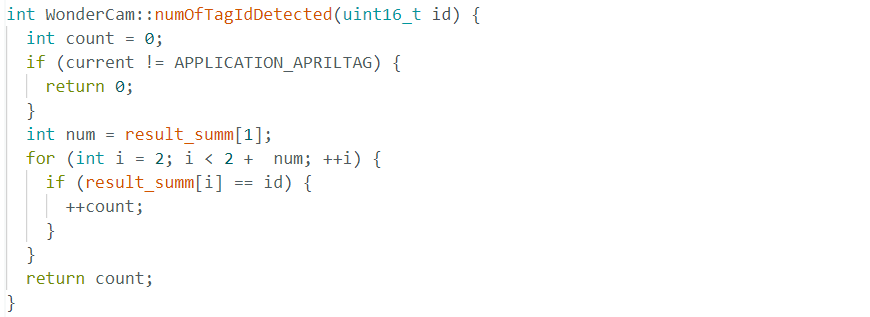 int WonderCam::numOfTagIdDetected(uint16_t id) {
  int count = 0;
  if (current != APPLICATION_APRILTAG) {
    return 0;
  }
  int num = result_summ[1];
  for (int i = 2; i < 2 +  num; ++i) {
    if (result_summ[i] == id) {
      ++count;
    }
  }
  return count;
}